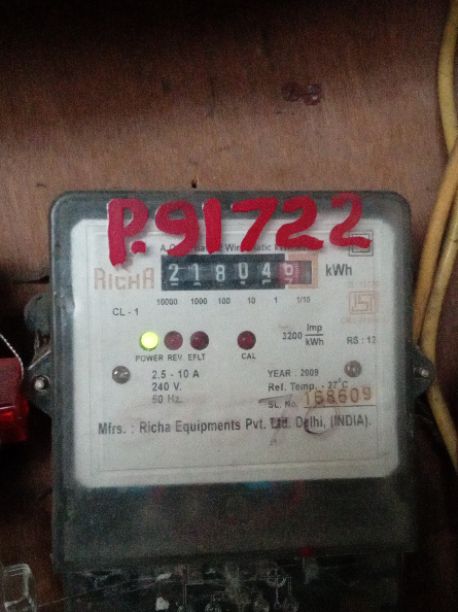 P.91722
RICHA 218046 kWh
10000 1000 100 10 1 1/10
CL - 1
3200 Imp/kWh
RS : 12
POWER REV. EFLT CAL
2.5 - 10 A YEAR : 2009
240 V. Ref. Temp. - 27°C
50 Hz. SL. No. 168609
Mfrs. : Richa Equipments Pvt. Ltd. Delhi, (INDIA).